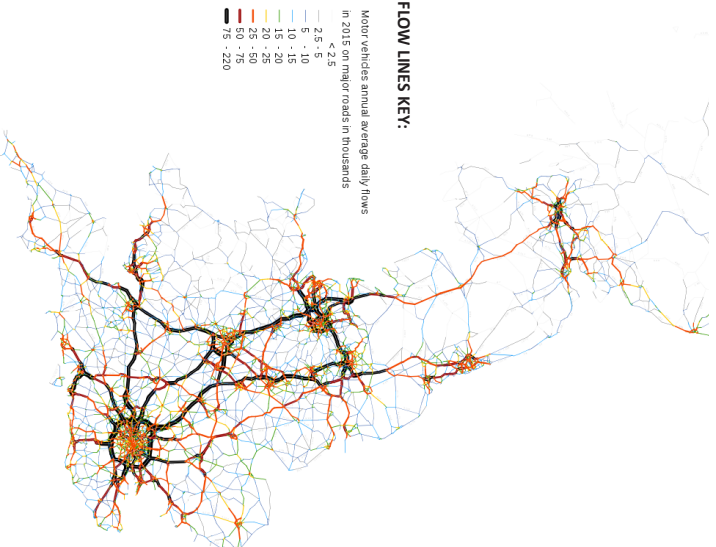 FLOW LINES KEY:
Motor vehicles annual average daily flows
in 2015 on major roads in thousands
< 2.5
2.5 - 5
5 - 10
10 - 15
15 - 20
20 - 25
25 - 50
50 - 75
75 - 220